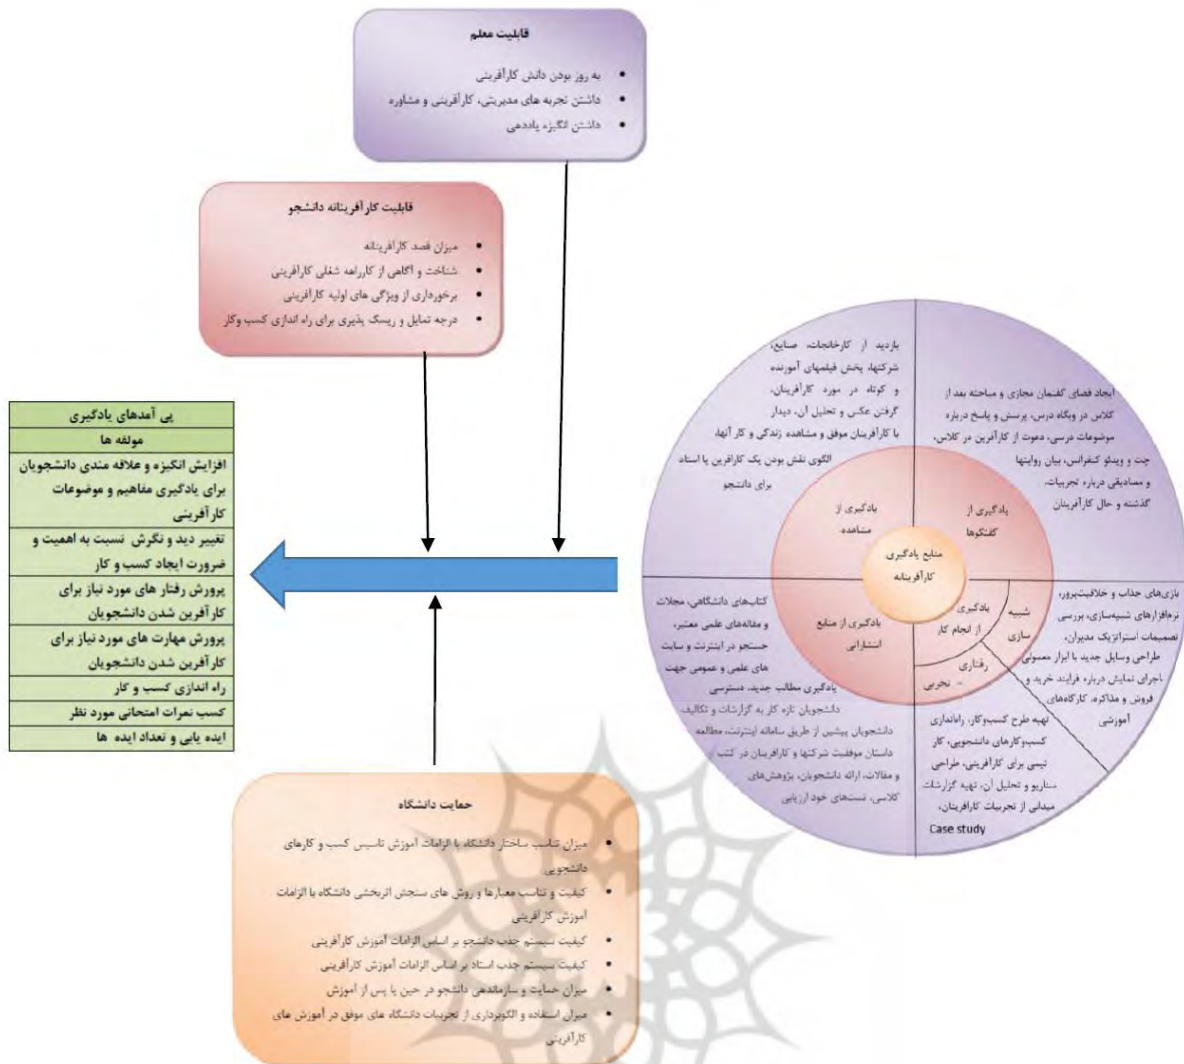 قابلیت معلم
به روز بودن دانش کارآفرینی
داشتن تجربه های مدیریتی، کارآفرینی و مشاوره
داشتن انگیزه یاددهی
قابلیت کارآفرینانه دانشجو
میزان قصد کارآفرینانه
شناخت و آگاهی از کارراهه شغلی کارآفرینی
برخورداری از ویژگی های اولیه کارآفرینی
درجه تمایل و ریسک پذیری برای راه اندازی کسب وکار
بازدید از کارخانجات، صنایع،
شرکتها، پخش فیلمهای آموزنده
و کوتاه در مورد کارآفرینان،
گرفتن عکس و تحلیل آن، دیدار
با کارآفرینان موفق و مشاهده زندگی و کار آنها،
الگوی نقش بودن یک کارافرین یا استاد
برای دانشجو
ایجاد فضای گفتمان مجازی و مباحثه بعد از
کلاس در وبگاه درس، پرسش و پاسخ درباره
موضوعات درسی، دعوت از کارآفرین در کلاس،
چت و ویدئو کنفرانس، بیان روایتها
و مصادیقی درباره تجربیات،
گذشته و حال کارآفرینان
یادگیری از
مشاهده
یادگیری از
گفتگوها
منابع یادگیری
کارآفرینانه
یادگیری از منابع
انتشاراتی
یادگیری
از انجام کار
شبیه
سازی
رفتاری
-
تجربی
بازی‌های جذاب و خلاقیت‌پرور،
نرم‌افزارهای شبیه‌سازی، بررسی
تصمیمات استراتژیک مدیران،
طراحی وسایل جدید با ابزار معمولی
،اجرای نمایش درباره فرآیند خرید و
فروش و مذاکره، کارگاه‌های
آموزشی
تهیه طرح کسب‌وکار، راه‌اندازی
کسب‌وکارهای دانشجویی، کار
تیمی برای کارآفرینی، طراحی
سناریو و تحلیل آن، تهیه گزارشات
میدانی از تجربیات کارافرینان،
Case study
کتاب‌های دانشگاهی، مجلات
و مقاله‌های علمی معتبر،
جستجو در اینترنت و سایت
های علمی و عمومی جهت
یادگیری مطالب جدید، دسترسی
دانشجویان تازه کار به گزارشات و تکالیف
دانشجویان پیشین از طریق سامانه اینترنت، مطالعه
داستان موفقیت شرکتها و کارافرینان در کتب
و مقالات، ارائه دانشجویان، پژوهش‌های
کلاسی، تست‌های خود ارزیابی
پی آمدهای یادگیری
مولفه ها
افزایش انگیزه و علاقه مندی دانشجویان
برای یادگیری مفاهیم و موضوعات
کارآفرینی
تغییر دید و نگرش نسبت به اهمیت و
ضرورت ایجاد کسب و کار
پرورش رفتار های مورد نیاز برای
کارآفرین شدن دانشجویان
پرورش مهارت های مورد نیاز برای
کارآفرین شدن دانشجویان
راه اندازی کسب و کار
کسب نمرات امتحانی مورد نظر
ایده یابی و تعداد ایده ها
حمایت دانشگاه
میزان تناسب ساختار دانشگاه با الزامات آموزش تاسیس کسب و کارهای
دانشجویی
کیفیت و تناسب معیارها و روش های سنجش اثربخشی دانشگاه با الزامات
آموزش کارآفرینی
کیفیت سیستم جذب دانشجو بر اساس الزامات آموزش کارآفرینی
کیفیت سیستم جذب استاد بر اساس الزامات آموزش کارآفرینی
میزان حمایت و سازماندهی دانشجو در حین یا پس از آموزش
میزان استفاده و الگوبرداری از تجربیات دانشگاه های موفق در آموزش های
کارآفرینی